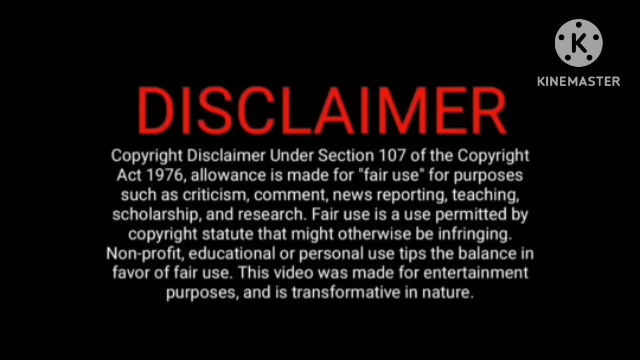 KINEMASTER
DISCLAIMER
Copyright Disclaimer Under Section 107 of the Copyright
Act 1976, allowance is made for "fair use" for purposes
such as criticism, comment, news reporting, teaching,
scholarship, and research. Fair use is a use permitted by
copyright statute that might otherwise be infringing.
Non-profit, educational or personal use tips the balance in
favor of fair use. This video was made for entertainment
purposes, and is transformative in nature.